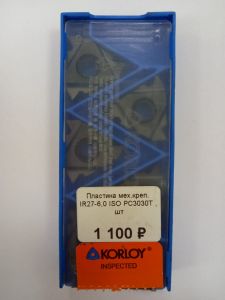 Пластина мех.креп.
IR27-6,0 ISO PC3030T ,
шт
1 100 ₽
KORLOY
INSPECTED